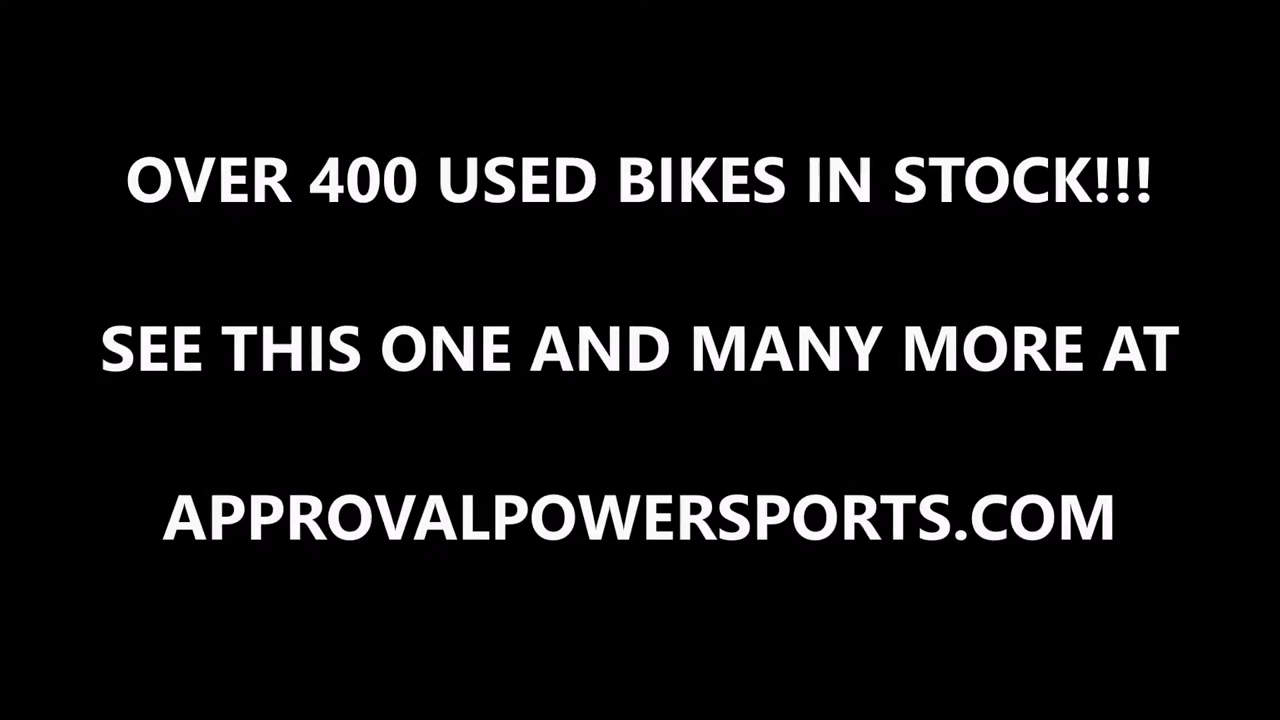 OVER 400 USED BIKES IN STOCK!!!
SEE THIS ONE AND MANY MORE AT
APPROVALPOWERSPORTS.COM